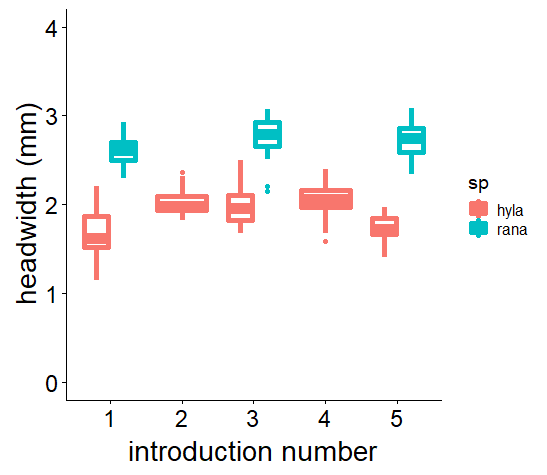 headwidth (mm)
4
3
2
1
0
1 2 3 4 5
introduction number
sp
hyla
rana